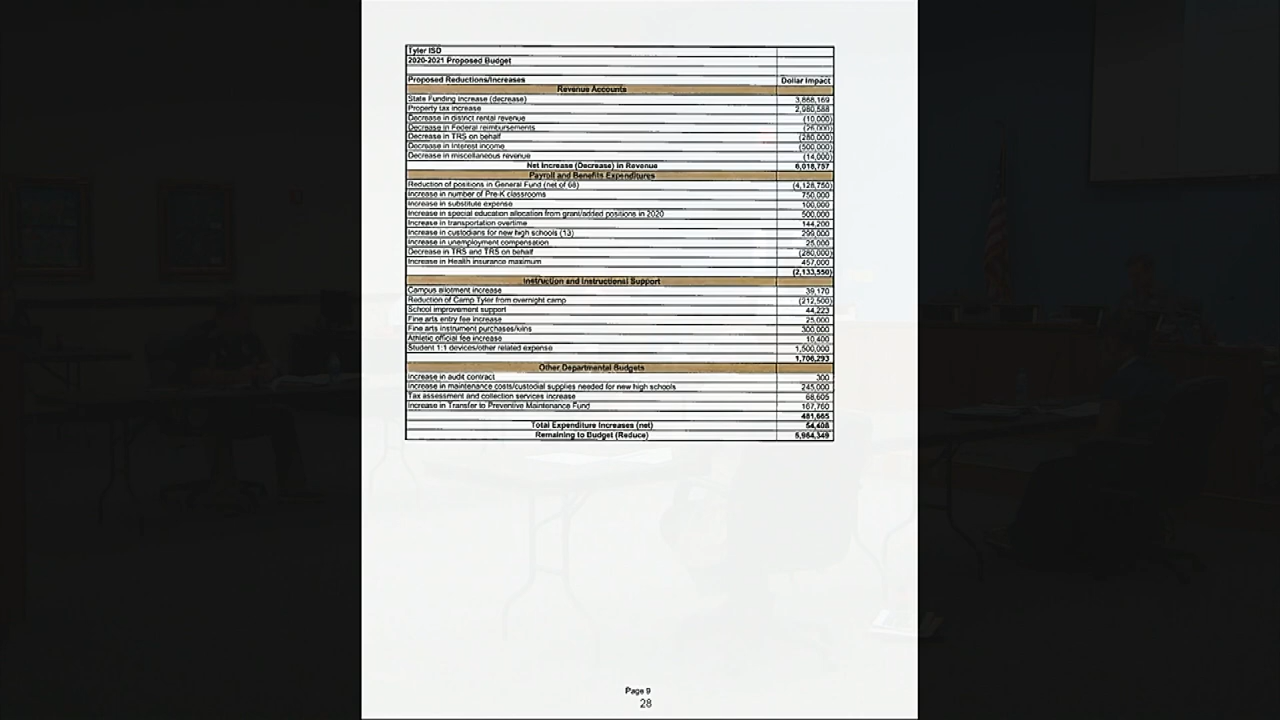 Tyler ISD
2020-2021 Proposed Budget
Proposed Reductions/Increases Dollar Impact
Revenue Accounts
State Funding Increase (decrease) 3,868,169
Property tax increase 2,980,588
Decrease in district rental revenue (10,000)
Decrease in Federal reimbursements (26,000)
Decrease in TRS on behalf (280,000)
Decrease in Interest income (500,000)
Decrease in miscellaneous revenue (14,000)
Net Increase (Decrease) in Revenue 6,018,757
Payroll and Benefits Expenditures
Reduction of positions in General Fund (net of 68) (4,128,750)
Increase in number of Pre-K classrooms 750,000
Increase in substitute expense 100,000
Increase in special education allocation from grant/added positions in 2020 500,000
Increase in transportation overtime 144,200
Increase in custodians for new high schools (13) 299,000
Increase in unemployment compensation 25,000
Decrease in TRS and TRS on behalf (280,000)
Increase in Health insurance maximum 457,000
(2,133,550)
Instruction and Instructional Support
Campus allotment increase 39,170
Reduction of Camp Tyler from overnight camp (212,500)
School improvement support 44,223
Fine arts entry fee increase 25,000
Fine arts instrument purchases/kilns 300,000
Athletic official fee increase 10,400
Student 1:1 devices/other related expense 1,500,000
1,706,293
Other Departmental Budgets
Increase in audit contract 300
Increase in maintenance costs/custodial supplies needed for new high schools 245,000
Tax assessment and collection services increase 68,605
Increase in Transfer to Preventive Maintenance Fund 167,760
481,665
Total Expenditure Increases (net) 54,408
Remaining to Budget (Reduce) 5,964,349
Page 9
28